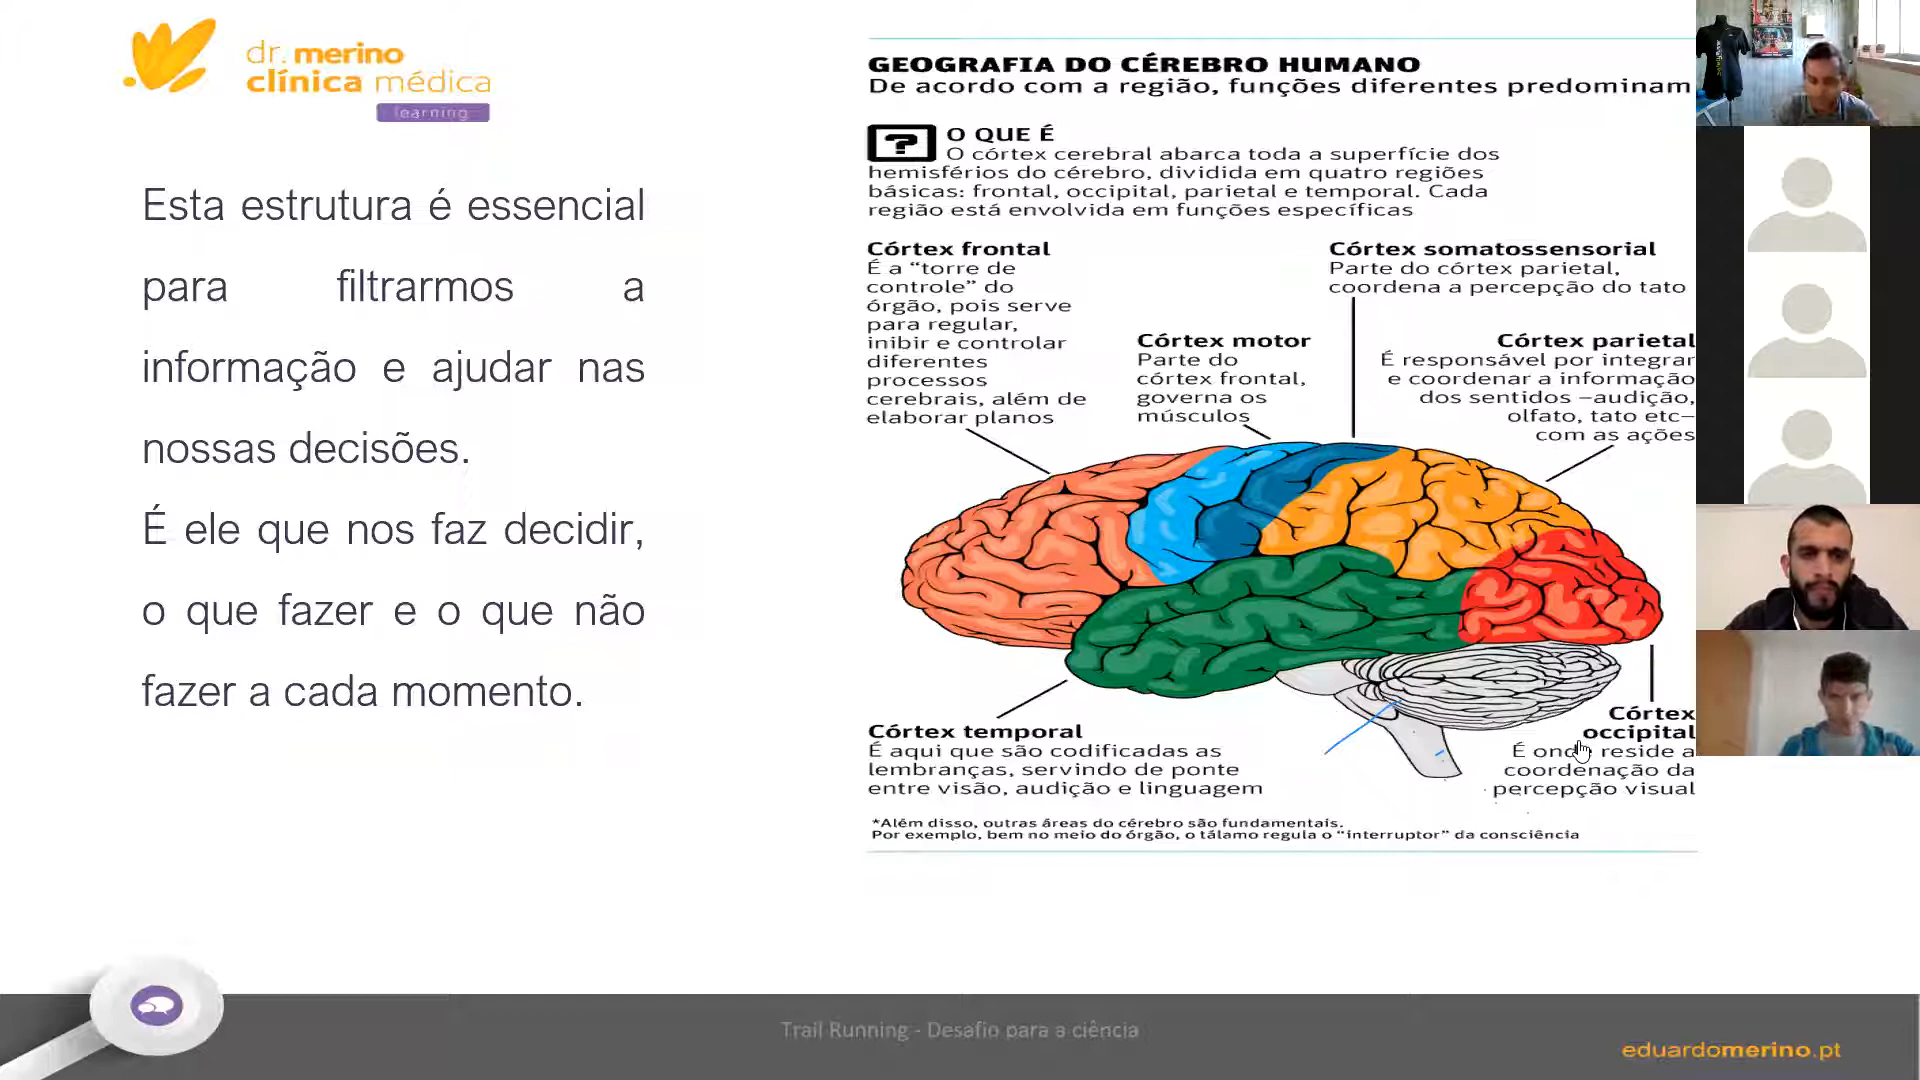 dr. merino
clínica médica
learning
Esta estrutura é essencial
para filtrarmos a
informação e ajudar nas
nossas decisões.
É ele que nos faz decidir,
o que fazer e o que não
fazer a cada momento.
GEOGRAFIA DO CÉREBRO HUMANO
De acordo com a região, funções diferentes predominam
?
O QUE É
O córtex cerebral abarca toda a superfície dos
hemisférios do cérebro, dividida em quatro regiões
básicas: frontal, occipital, parietal e temporal. Cada
região está envolvida em funções específicas
Córtex frontal
É a “torre de
controle” do
órgão, pois serve
para regular,
inibir e controlar
diferentes
processos
cerebrais, além de
elaborar planos
Córtex motor
Parte do
córtex frontal,
governa os
músculos
Córtex somatossensorial
Parte do córtex parietal,
coordena a percepção do tato
Córtex parietal
É responsável por integrar
e coordenar a informação
dos sentidos –audição,
olfato, tato etc–
com as ações
Córtex temporal
É aqui que são codificadas as
lembranças, servindo de ponte
entre visão, audição e linguagem
Córtex
occipital
É onde reside a
coordenação da
percepção visual
*Além disso, outras áreas do cérebro são fundamentais.
Por exemplo, bem no meio do órgão, o tálamo regula o “interruptor” da consciência
Trail Running - Desafio para a ciência
eduardomerino.pt